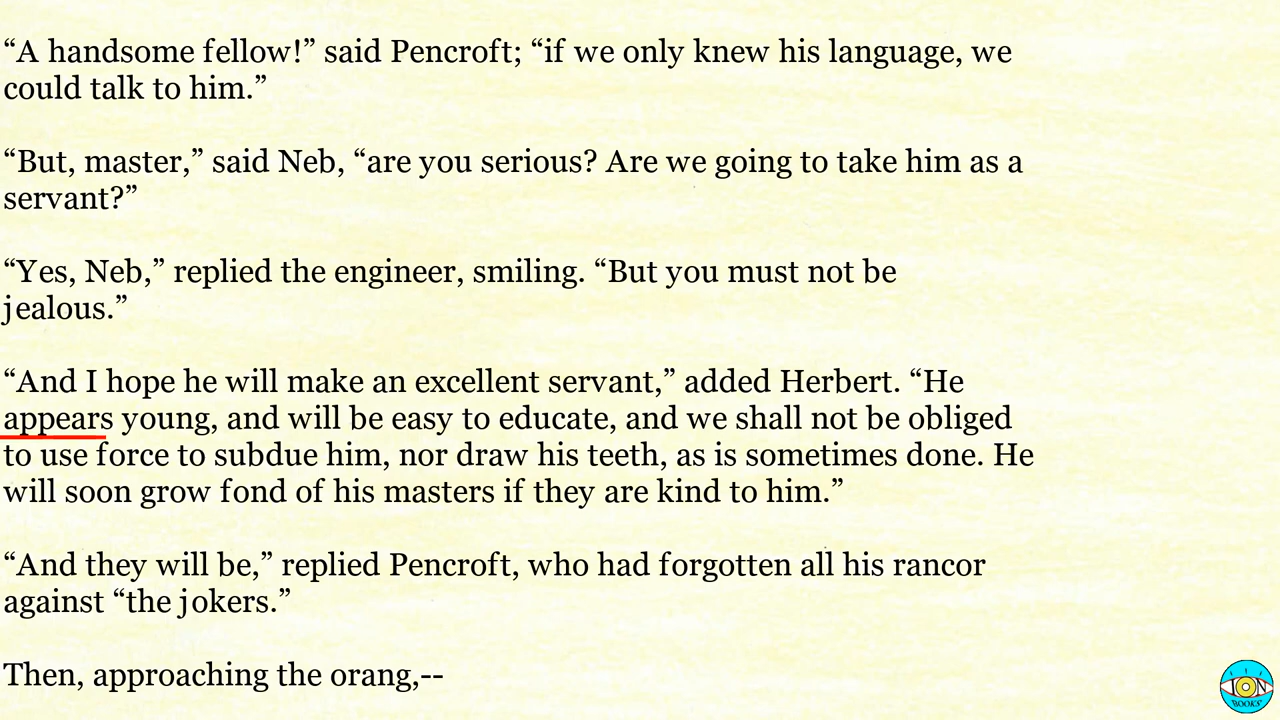 “A handsome fellow!” said Pencroft; “if we only knew his language, we
could talk to him.”
“But, master,” said Neb, “are you serious? Are we going to take him as a
servant?”
“Yes, Neb,” replied the engineer, smiling. “But you must not be
jealous.”
“And I hope he will make an excellent servant,” added Herbert. “He
appears young, and will be easy to educate, and we shall not be obliged
to use force to subdue him, nor draw his teeth, as is sometimes done. He
will soon grow fond of his masters if they are kind to him.”
“And they will be,” replied Pencroft, who had forgotten all his rancor
against “the jokers.”
Then, approaching the orang,--
ION
BOOKS